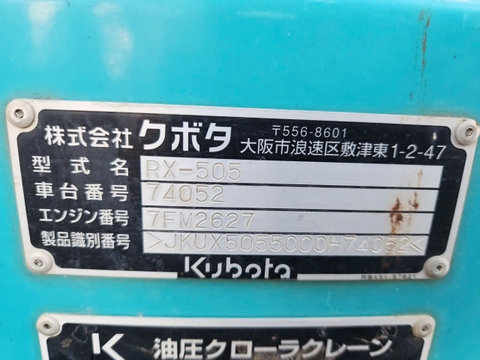 株式会社 クボタ 〒556-8601
大阪市浪速区敷津東1-2-47
型式名 RX-505
車台番号 74052
エンジン番号 7FM2627
製品識別番号 >JKUX5055000H74052<
Kubota
K 油圧クローラクレーン